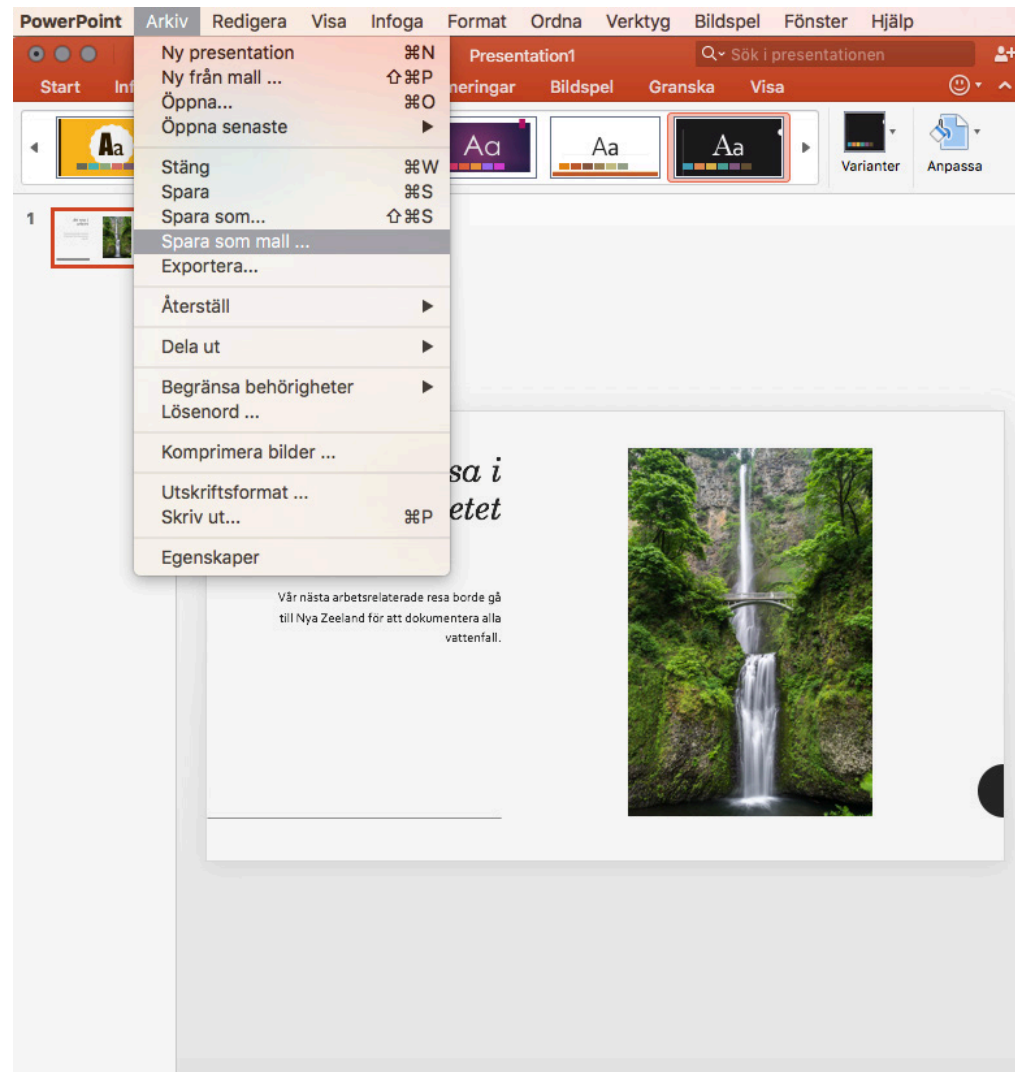 PowerPoint Arkiv Redigera Visa Infoga Format Ordna Verktyg Bildspel Fönster Hjälp
Presentation1 Sök i presentationen
Start Bildspel Granska Visa
Ny presentation ⌘N
Ny från mall ... ⇧⌘P
Öppna... ⌘O
Öppna senaste
Stäng ⌘W
Spara ⌘S
Spara som... ⇧⌘S
Spara som mall ...
Exportera...
Återställ
Dela ut
Begränsa behörigheter
Lösenord ...
Komprimera bilder ...
Utskriftsformat ...
Skriv ut... ⌘P
Egenskaper
Aa Aa Aa Aa
Varianter Anpassa
1
sa i
etet
Vår nästa arbetsrelaterade resa borde gå
till Nya Zeeland för att dokumentera alla
vattenfall.